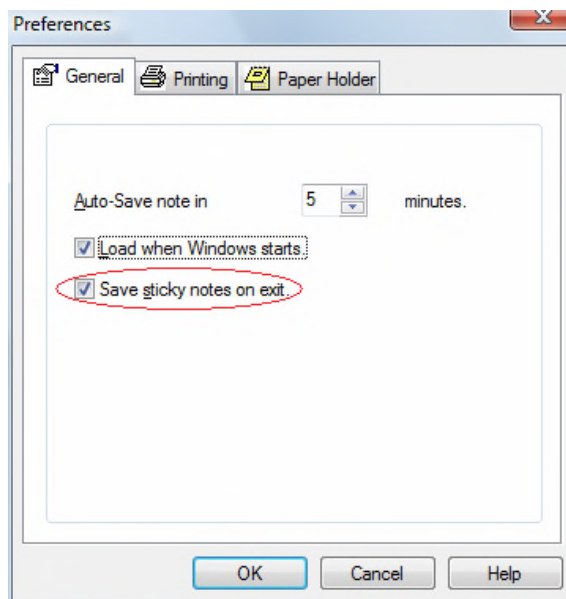 Preferences
General Printing Paper Holder
Auto-Save note in 5 minutes.
Load when Windows starts.
Save sticky notes on exit.
OK Cancel Help